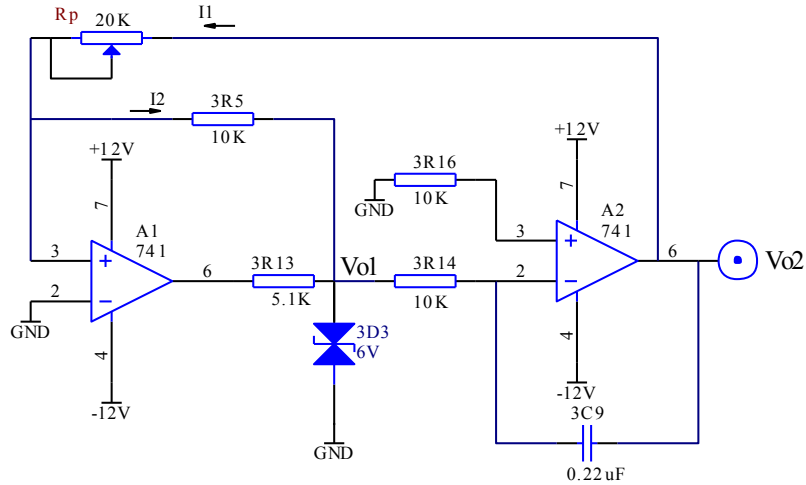 Rp
20K
I1
I2
3R5
10K
+12V
7
A1
741
3
2
GND
4
-12V
6
3R13
5.1K
Vo1
3D3
6V
GND
3R16
10K
GND
3R14
10K
+12V
7
A2
741
3
2
6
Vo2
4
-12V
3C9
0.22uF